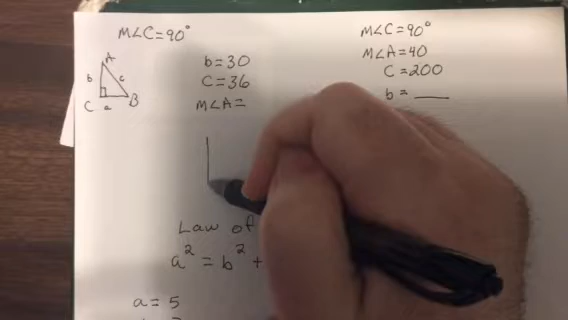 M∠C=90°
A
b c
C a B
b=30
c=36
M∠A=
M∠C=90°
M∠A=40
c=200
b=
Law of
a² = b² +
a= 5